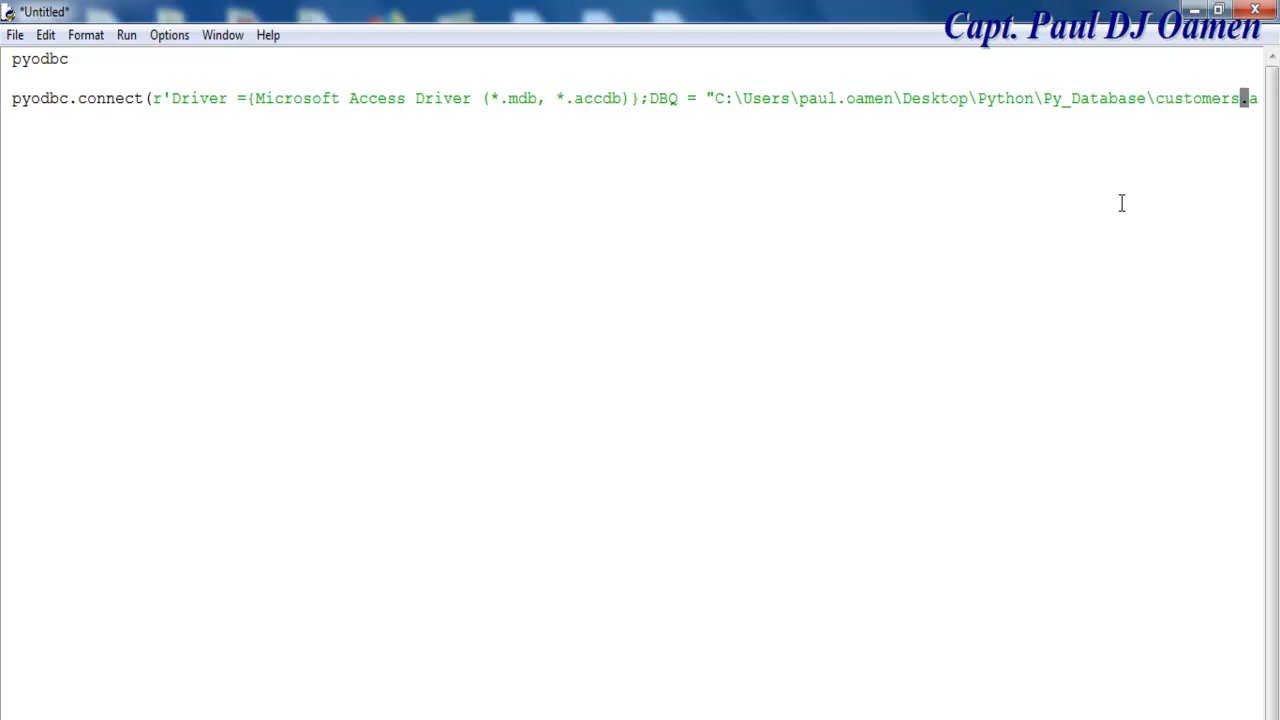 *Untitled*
Capt. Paul DJ Oamen
File Edit Format Run Options Window Help
pyodbc
pyodbc.connect(r'Driver ={Microsoft Access Driver (*.mdb, *.accdb)};DBQ = "C:\Users\paul.oamen\Desktop\Python\Py_Database\customers.a